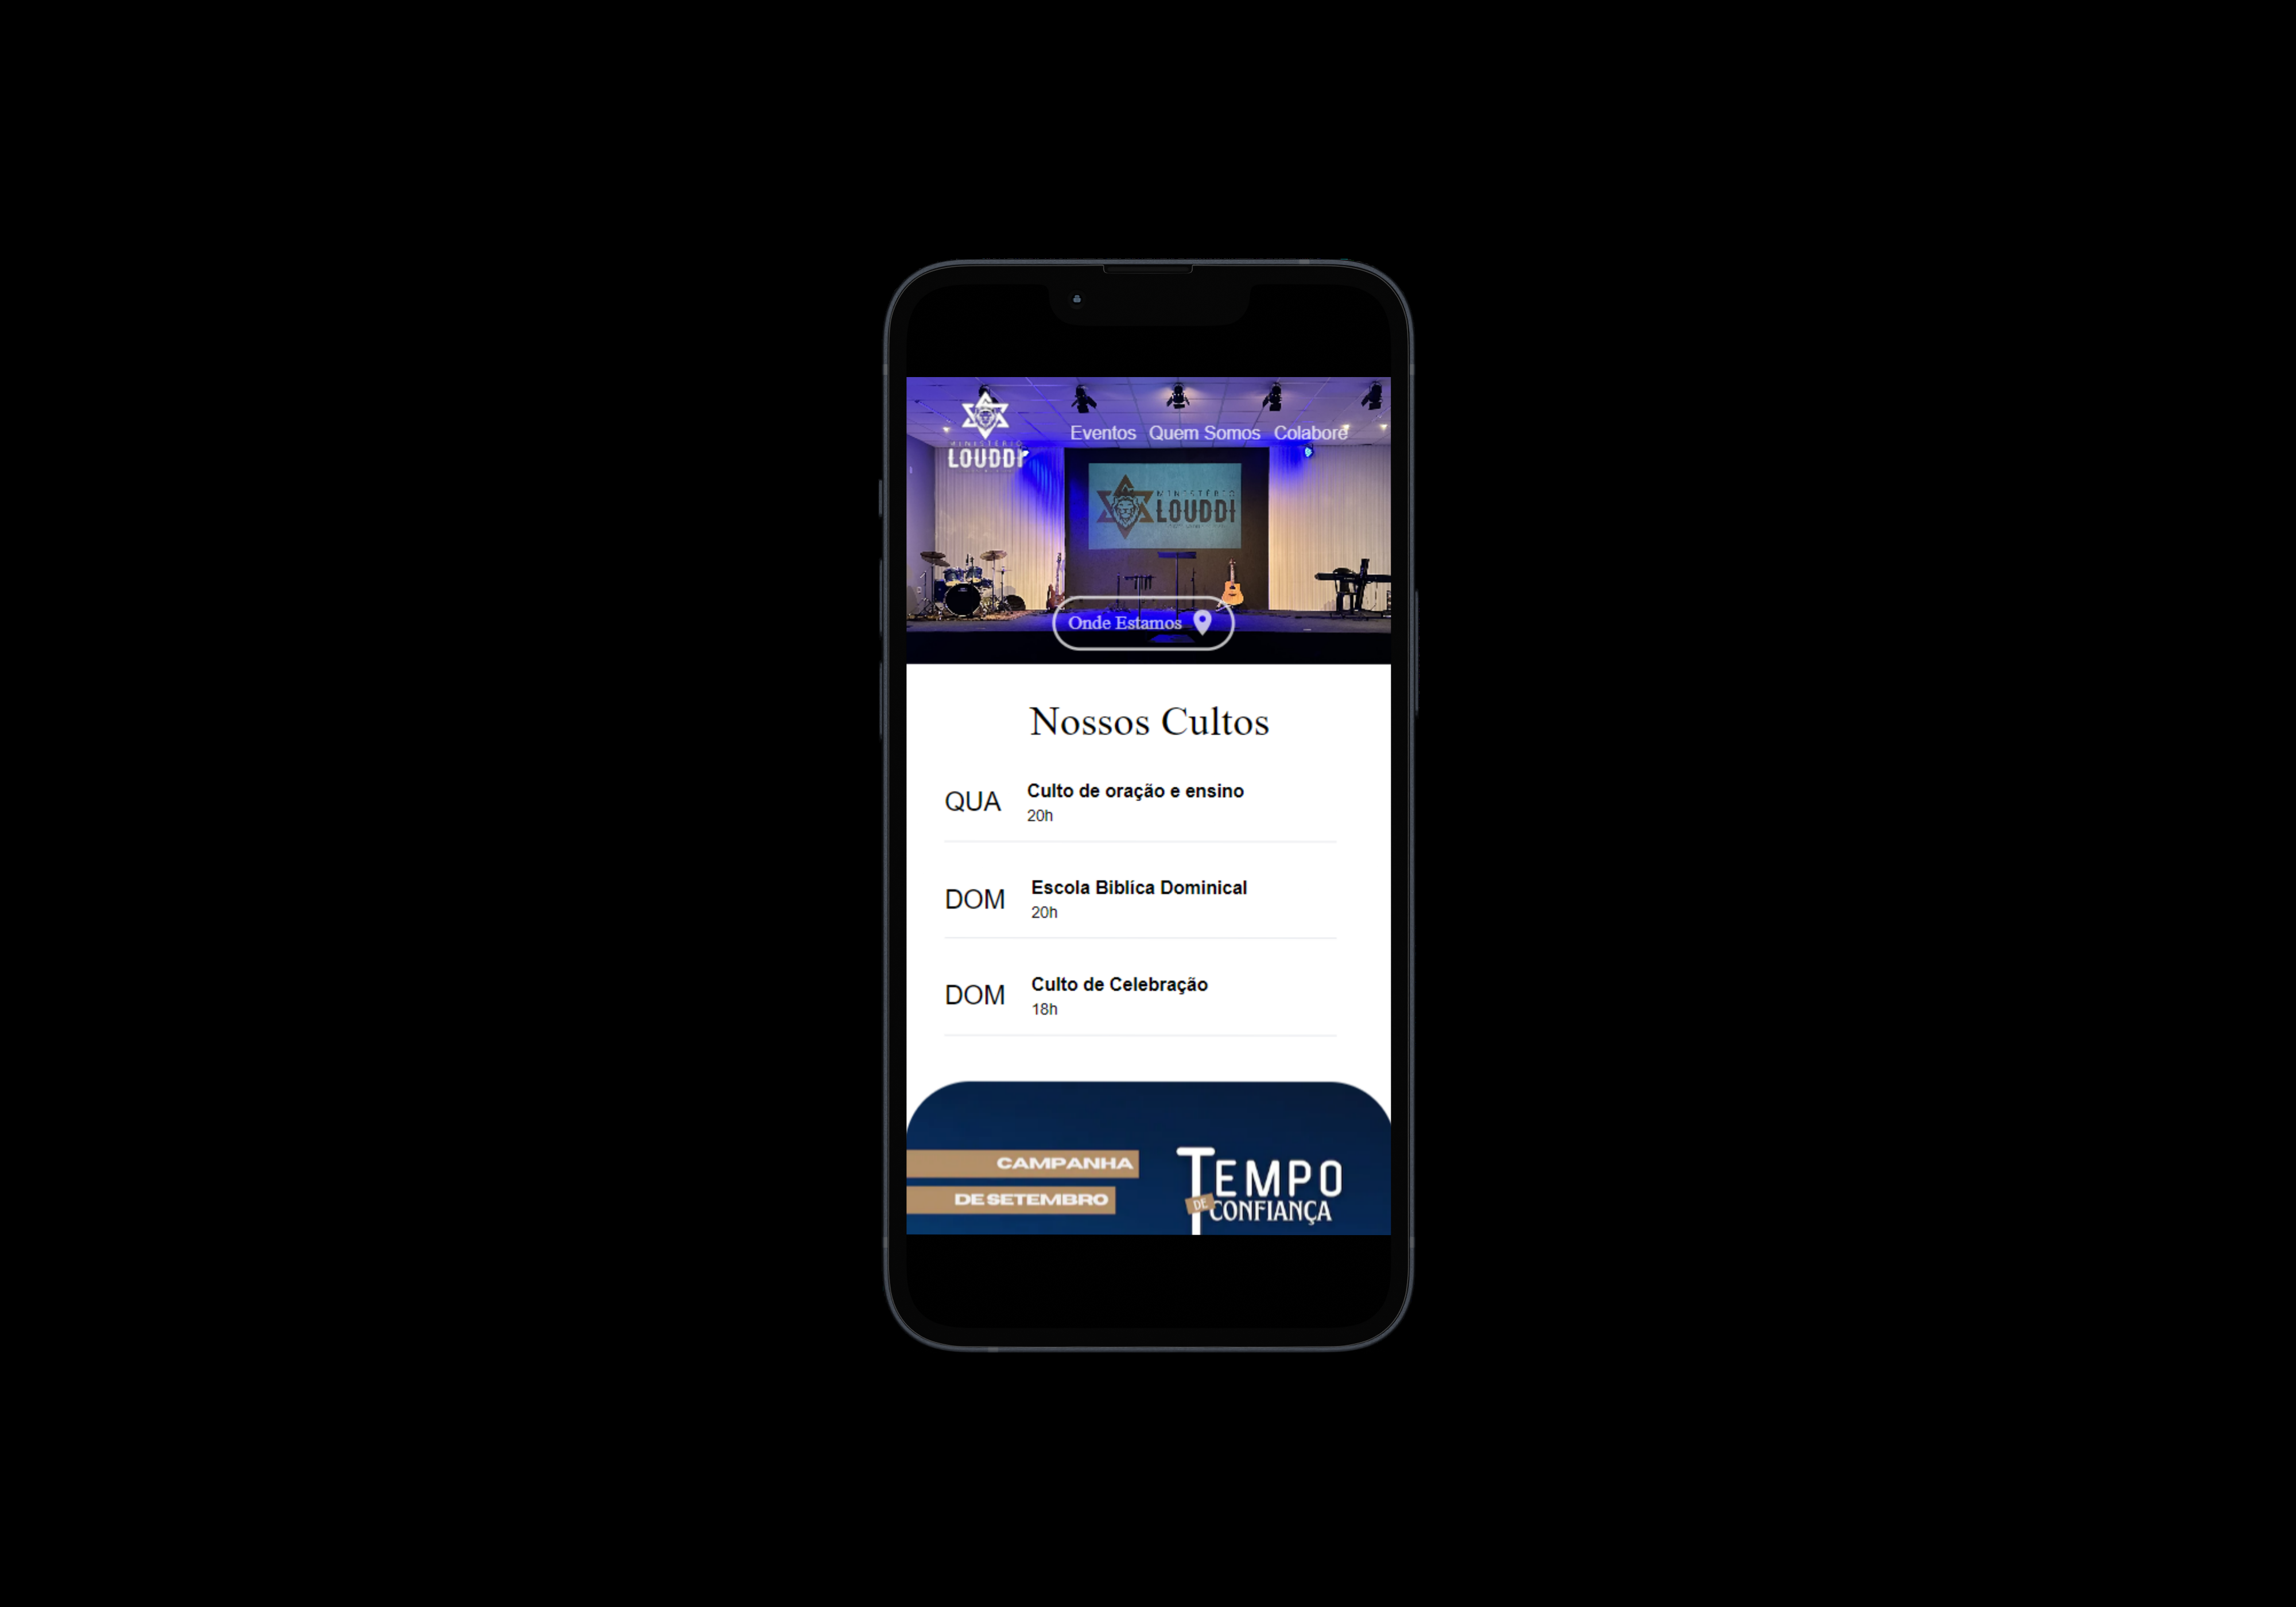 MINISTÉRIO
LOUDDI
Eventos Quem Somos Colabore
MINISTÉRIO
LOUDDI
Onde Estamos
Nossos Cultos
QUA
Culto de oração e ensino
20h
DOM
Escola Biblíca Dominical
20h
DOM
Culto de Celebração
18h
CAMPANHA
DE SETEMBRO
TEMPO
DE CONFIANÇA